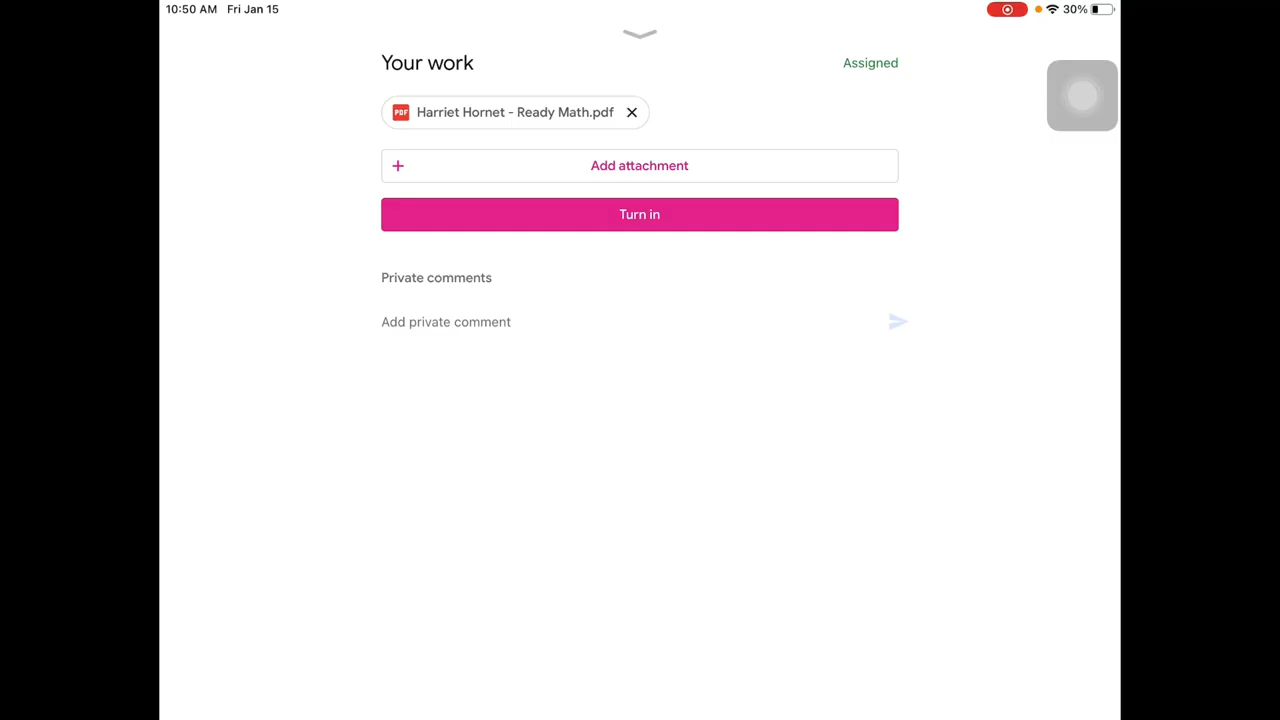 10:50 AM Fri Jan 15
30%
Your work
Assigned
PDF Harriet Hornet - Ready Math.pdf
Add attachment
Turn in
Private comments
Add private comment